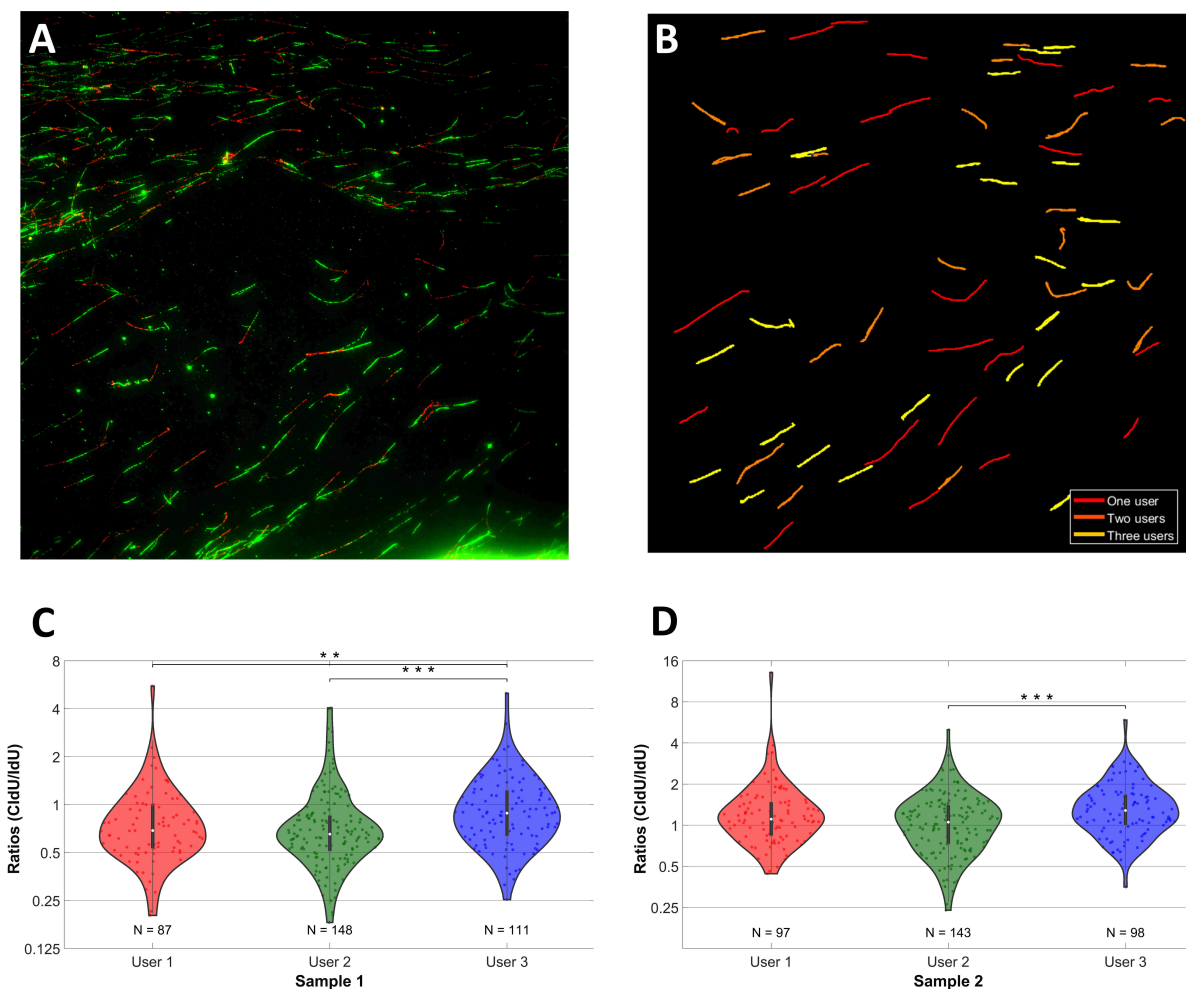 A
B
One user
Two users
Three users
C
D
Ratios (CldU/IdU)
8
4
2
1
0.5
0.25
0.125
* *
* * *
N = 87
N = 148
N = 111
User 1
User 2
User 3
Sample 1
Ratios (CldU/IdU)
16
8
4
2
1
0.5
0.25
* * *
N = 97
N = 143
N = 98
User 1
User 2
User 3
Sample 2